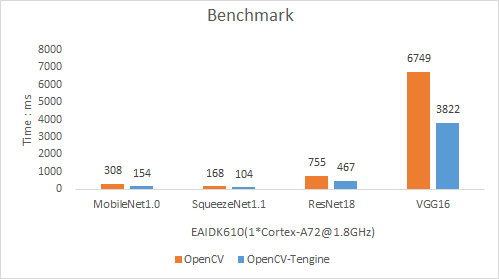 Benchmark
Time : ms
8000
7000
6000
5000
4000
3000
2000
1000
0
308
154
168
104
755
467
6749
3822
MobileNet1.0
SqueezeNet1.1
ResNet18
VGG16
EAIDK610(1*Cortex-A72@1.8GHz)
OpenCV
OpenCV-Tengine